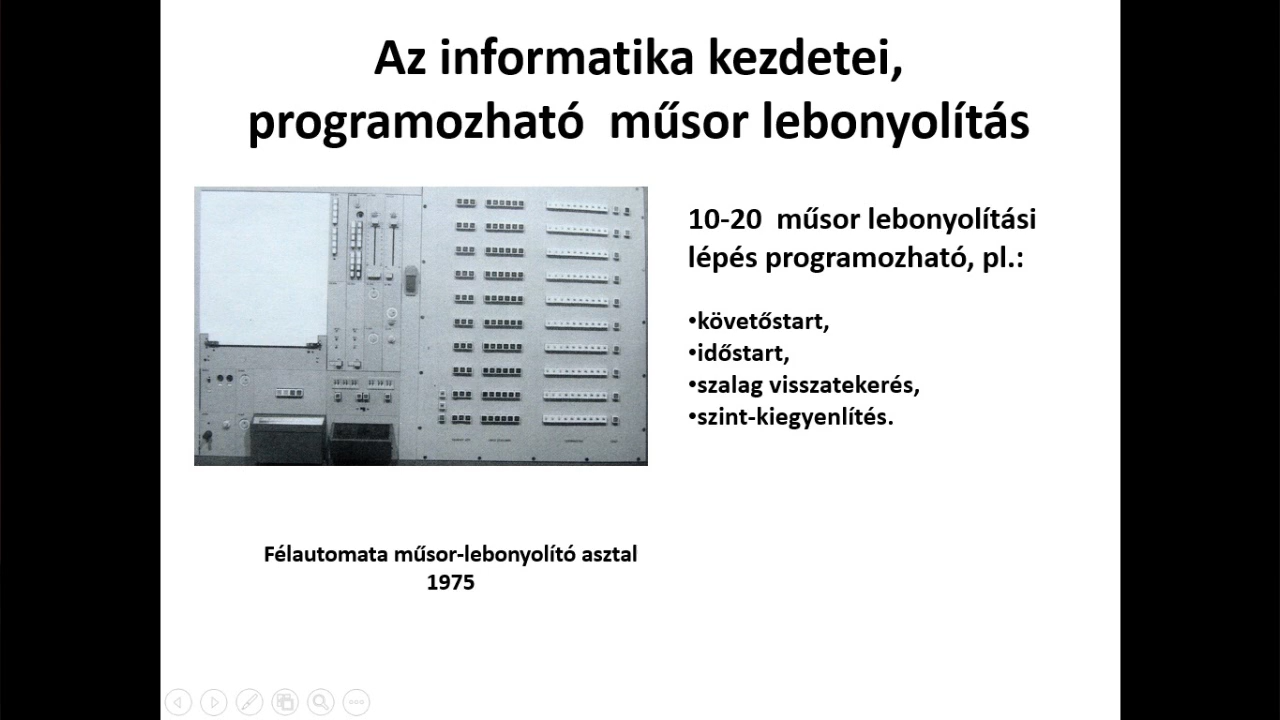 Az informatika kezdetei,
programozható műsor lebonyolítás
10-20 műsor lebonyolítási
lépés programozható, pl.:
•követőstart,
•időstart,
•szalag visszatekerés,
•szint-kiegyenlítés.
Félautomata műsor-lebonyolító asztal
1975